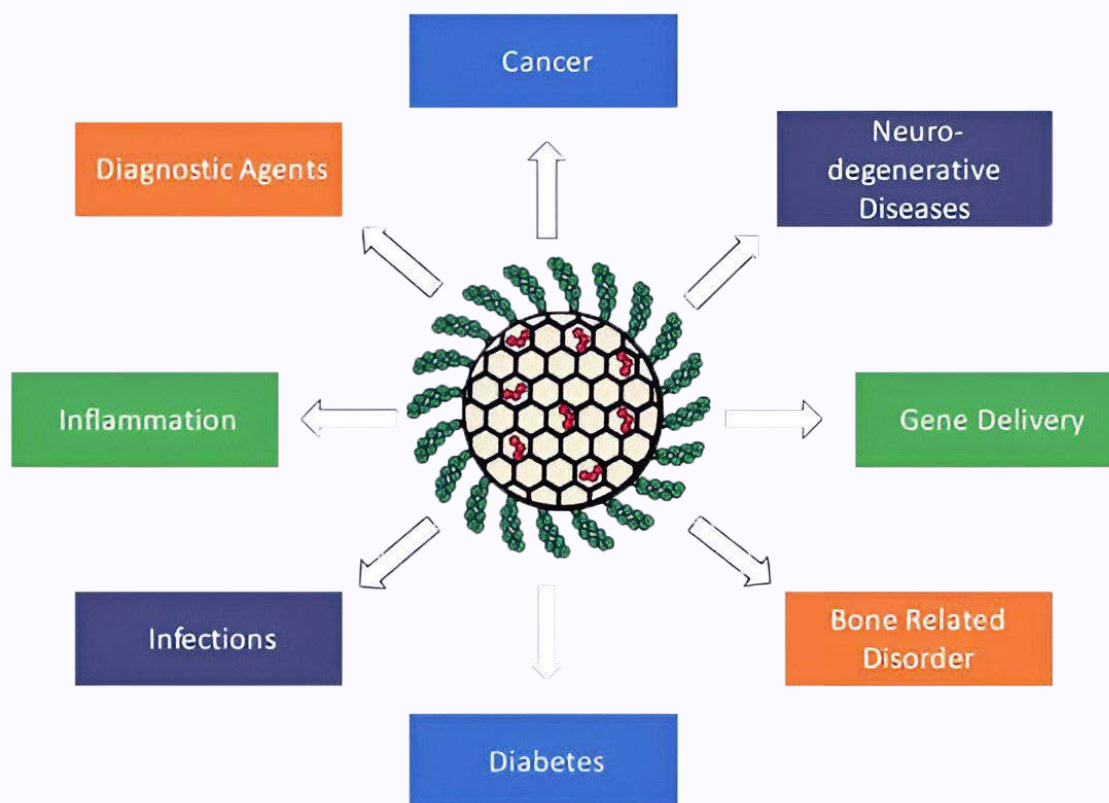 Cancer
Neuro-
degenerative
Diseases
Diagnostic Agents
Inflammation
Gene Delivery
Infections
Bone Related
Disorder
Diabetes